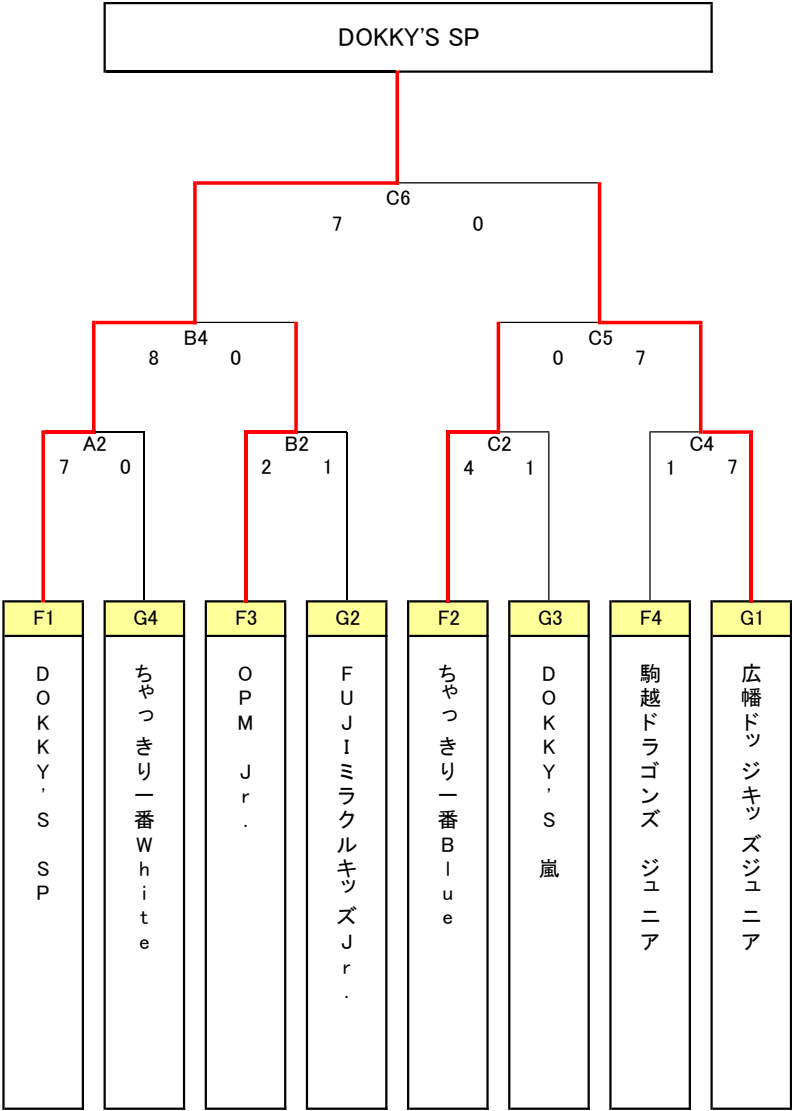 DOKKY'S SP
C6
7 0
B4
8 0
C5
0 7
A2
7 0
B2
2 1
C2
4 1
C4
1 7
F1
G4
F3
G2
F2
G3
F4
G1
DOKKY'S SP
ちゃっきり一番White
OPM Jr.
FUJIミラクルキッズJr.
ちゃっきり一番Blue
DOKKY'S 嵐
駒越ドラゴンズ ジュニア
広幡ドッジキッズジュニア